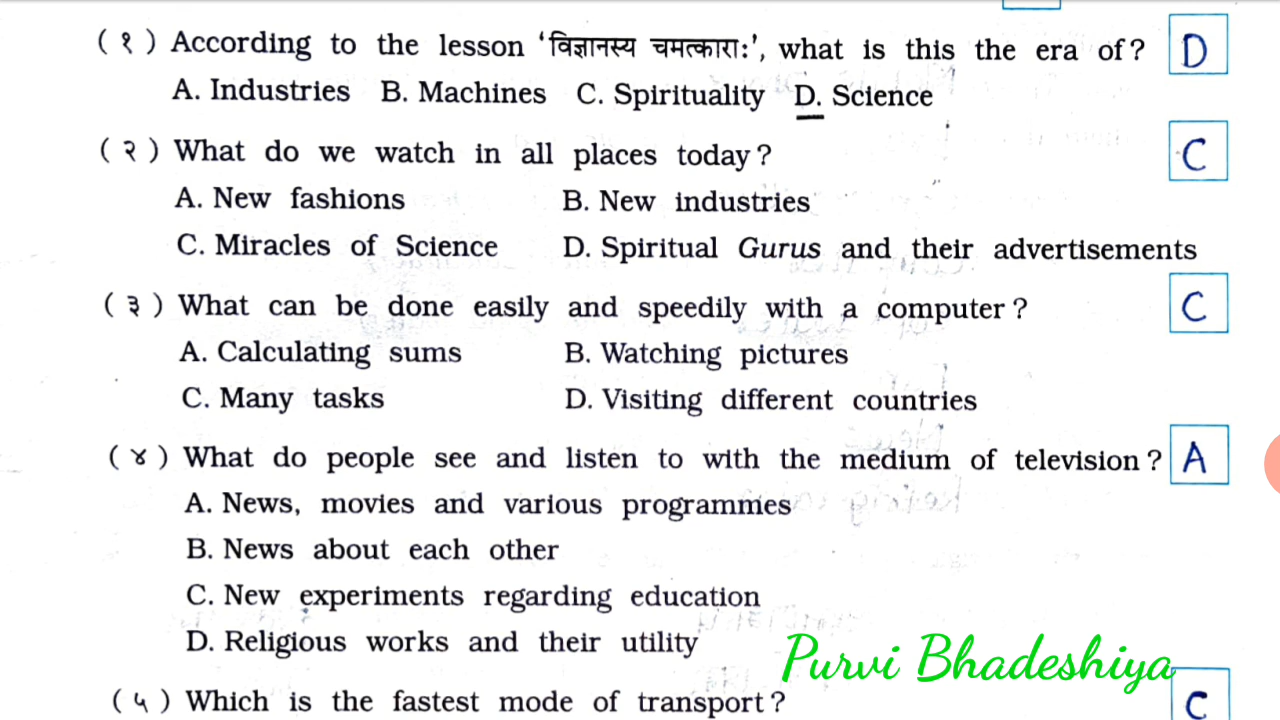 ( १ ) According to the lesson ‘विज्ञानस्य चमत्काराः’, what is this the era of? D
A. Industries B. Machines C. Spirituality D. Science
( २ ) What do we watch in all places today? C
A. New fashions B. New industries
C. Miracles of Science D. Spiritual Gurus and their advertisements
( ३ ) What can be done easily and speedily with a computer? C
A. Calculating sums B. Watching pictures
C. Many tasks D. Visiting different countries
( ४ ) What do people see and listen to with the medium of television? A
A. News, movies and various programmes
B. News about each other
C. New experiments regarding education
D. Religious works and their utility
Purvi Bhadeshiya
( ५ ) Which is the fastest mode of transport? C